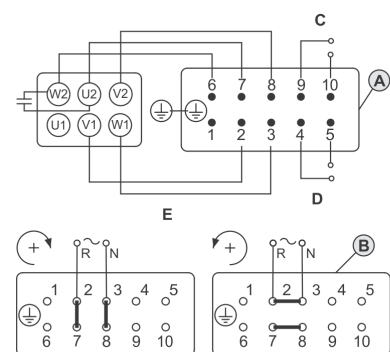 C
W2 U2 V2
U1 V1 W1
6 7 8 9 10
1 2 3 4 5
A
D
E
+ R ~ N
1 2 3 4 5
6 7 8 9 10
+ R ~ N
B
1 2 3 4 5
6 7 8 9 10